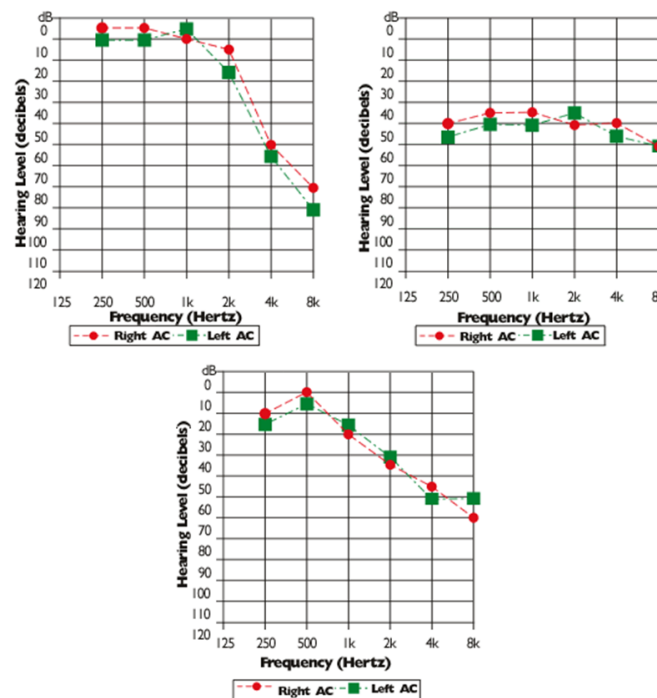 dB
0
10
20
30
40
50
60
70
80
90
100
110
120
Hearing Level (decibels)
125 250 500 1k 2k 4k 8k
Frequency (Hertz)
Right AC Left AC
dB
0
10
20
30
40
50
60
70
80
90
100
110
120
Hearing Level (decibels)
125 250 500 1k 2k 4k
Frequency (Hertz)
Right AC Left AC
dB
0
10
20
30
40
50
60
70
80
90
100
110
120
Hearing Level (decibels)
125 250 500 1k 2k 4k 8k
Frequency (Hertz)
Right AC Left AC